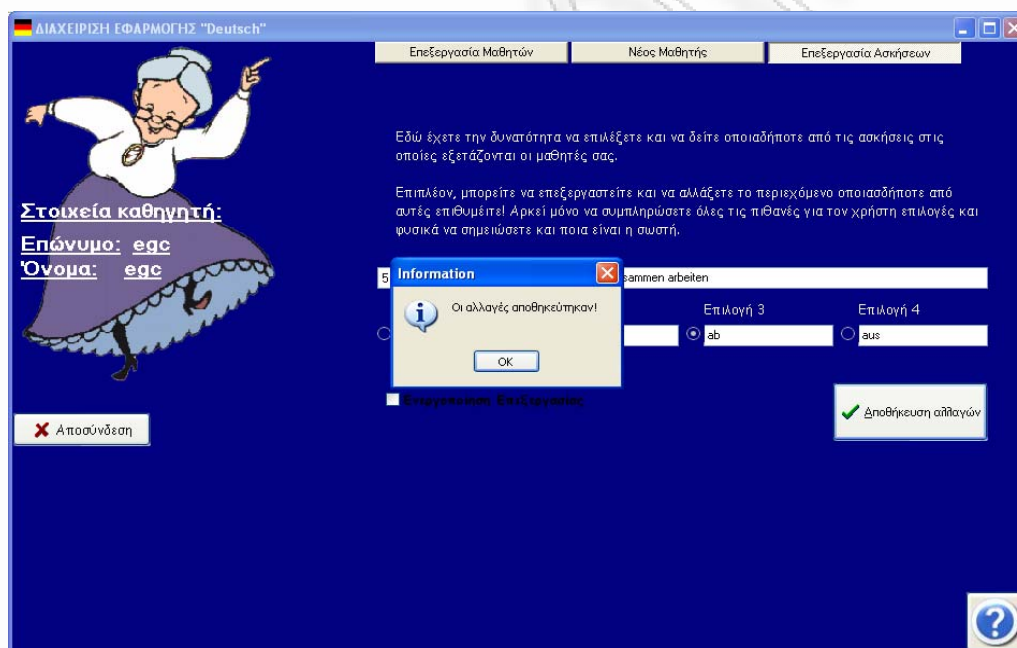 ΔΙΑΧΕΙΡΙΣΗ ΕΦΑΡΜΟΓΗΣ "Deutsch"
Επεξεργασία Μαθητών
Νέος Μαθητής
Επεξεργασία Ασκήσεων
Εδώ έχετε την δυνατότητα να επιλέξετε και να δείτε οποιαδήποτε από τις ασκήσεις στις
οποίες εξετάζονται οι μαθητές σας.
Επιπλέον, μπορείτε να επεξεργαστείτε και να αλλάξετε το περιεχόμενο οποιασδήποτε από
αυτές επιθυμείτε! Αρκεί μόνο να συμπληρώσετε όλες τις πιθανές για τον χρήστη επιλογές και
φυσικά να σημειώσετε και ποια είναι η σωστή.
Στοιχεία καθηγητή:
Επώνυμο: egc
Όνομα: egc
5
sammen arbeiten
Information
Οι αλλαγές αποθηκεύτηκαν!
OK
Επιλογή 3
Επιλογή 4
ab
aus
Ενεργοποίηση Επεξεργασίας
Αποθήκευση αλλαγών
Αποσύνδεση
?